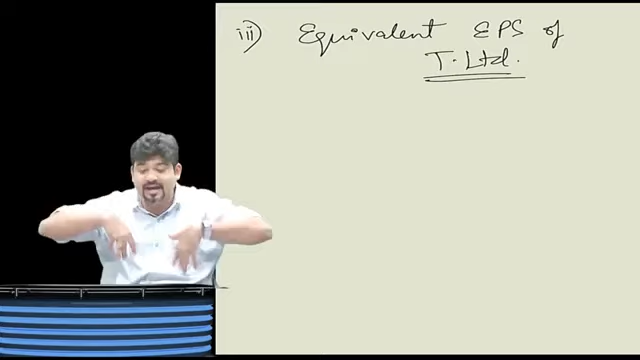 iii) Equivalent EPS of
T. Ltd.